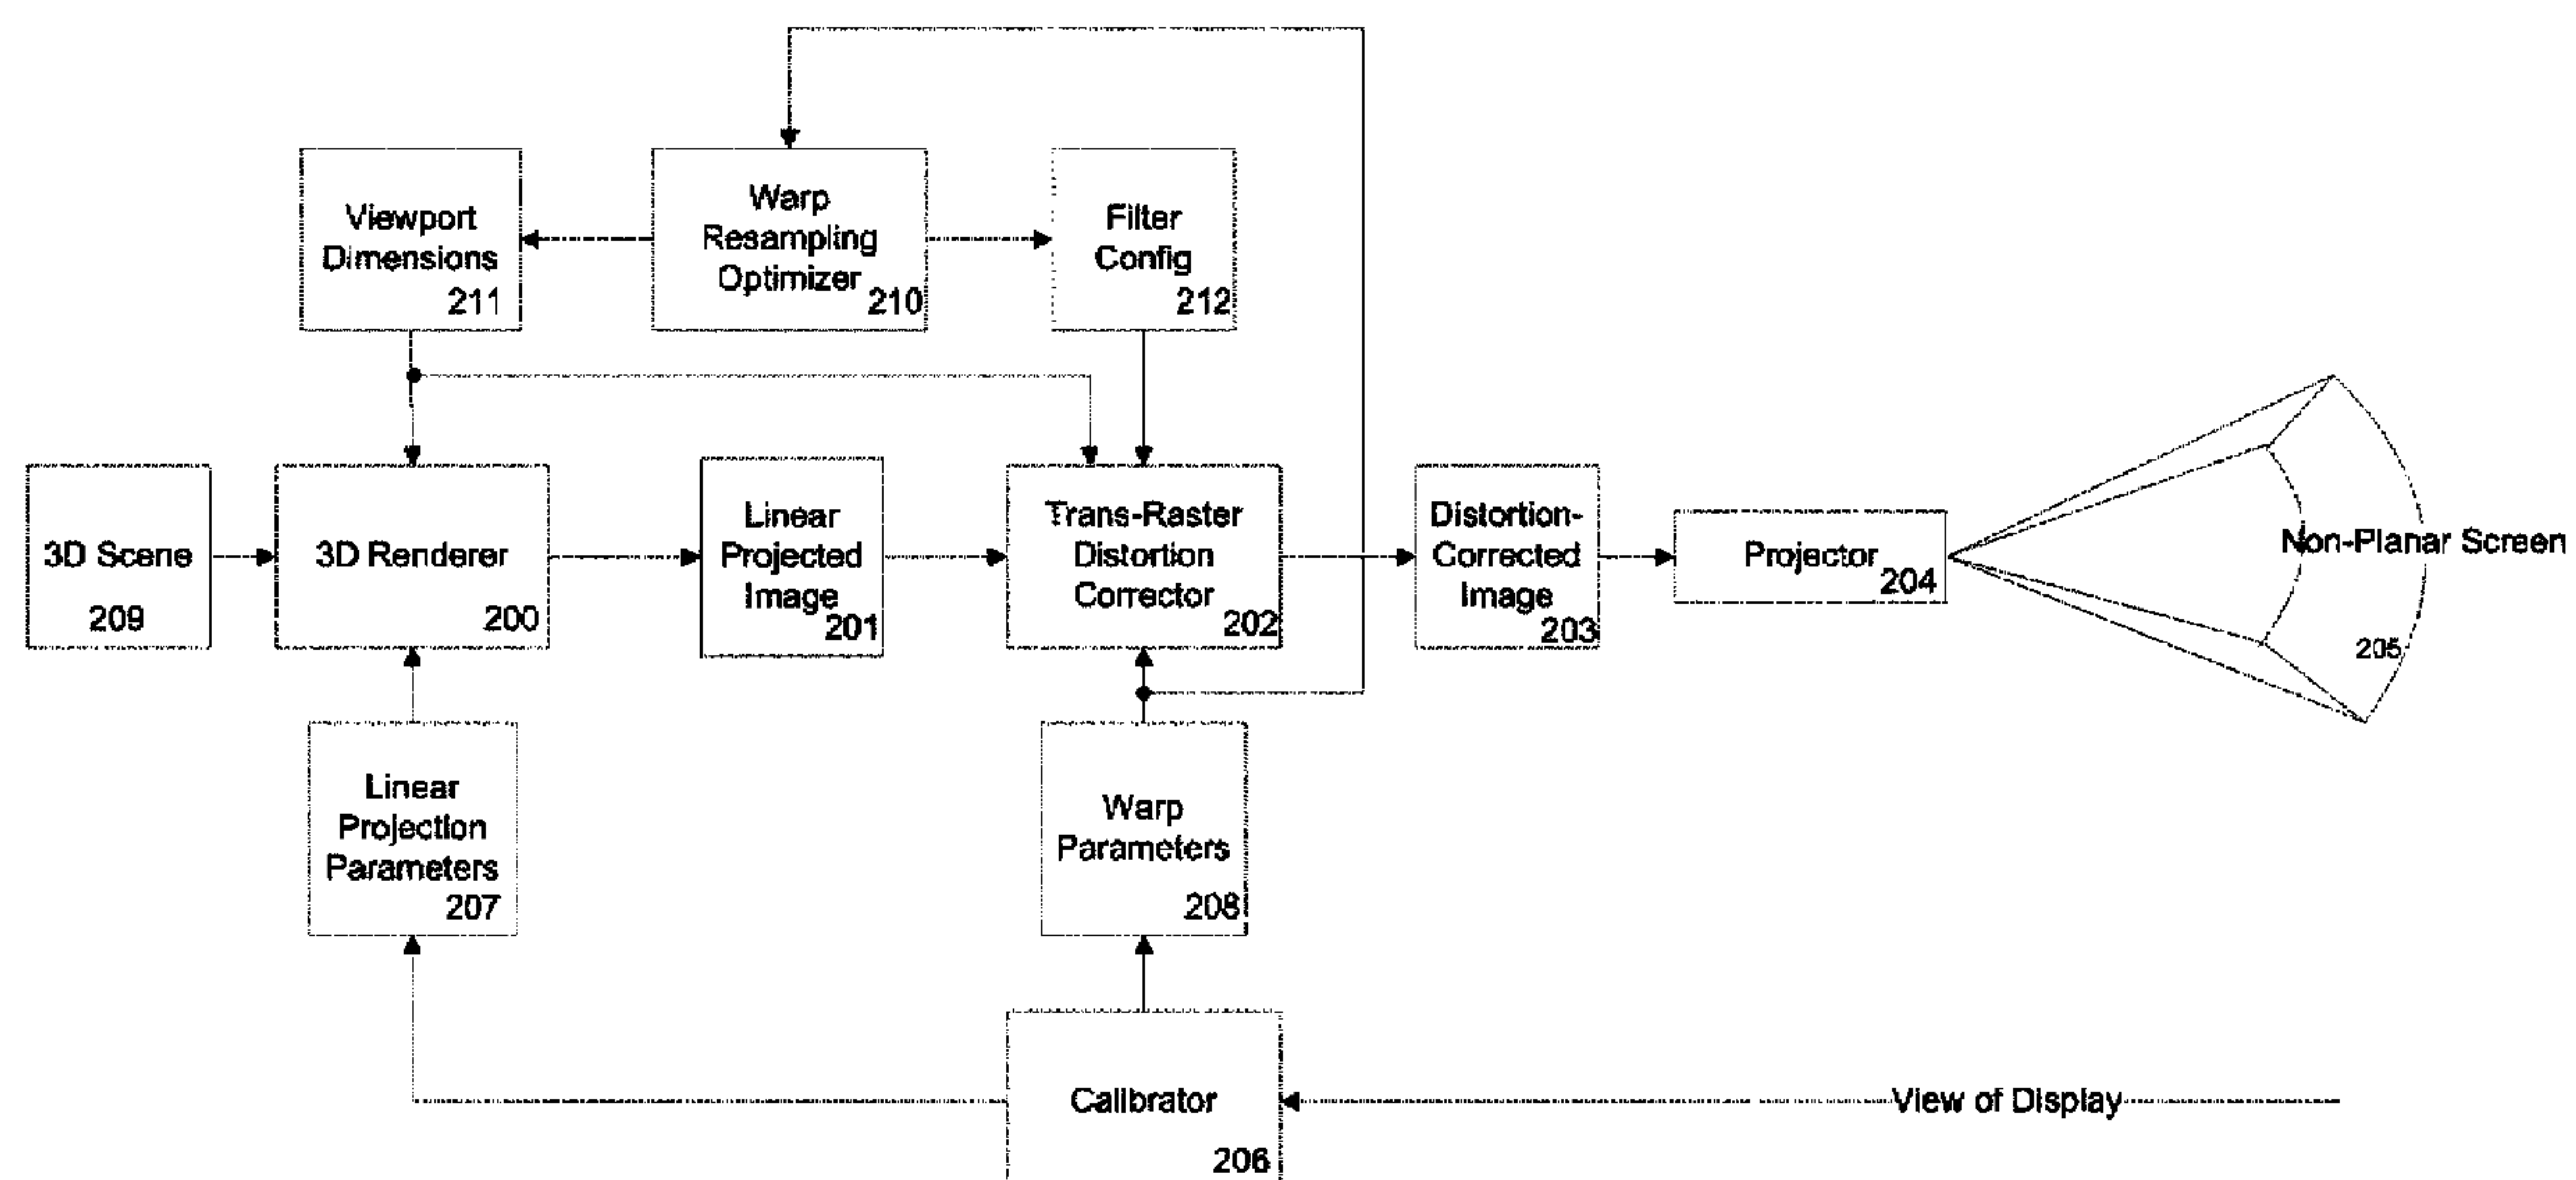 Viewport
Dimensions
211
Warp
Resampling
Optimizer
210
Filter
Config
212
3D Scene
209
3D Renderer
200
Linear
Projected
Image
201
Trans-Raster
Distortion
Corrector
202
Distortion-
Corrected
Image
203
Projector
204
Non-Planar Screen
205
Linear
Projection
Parameters
207
Warp
Parameters
208
Calibrator
206
View of Display